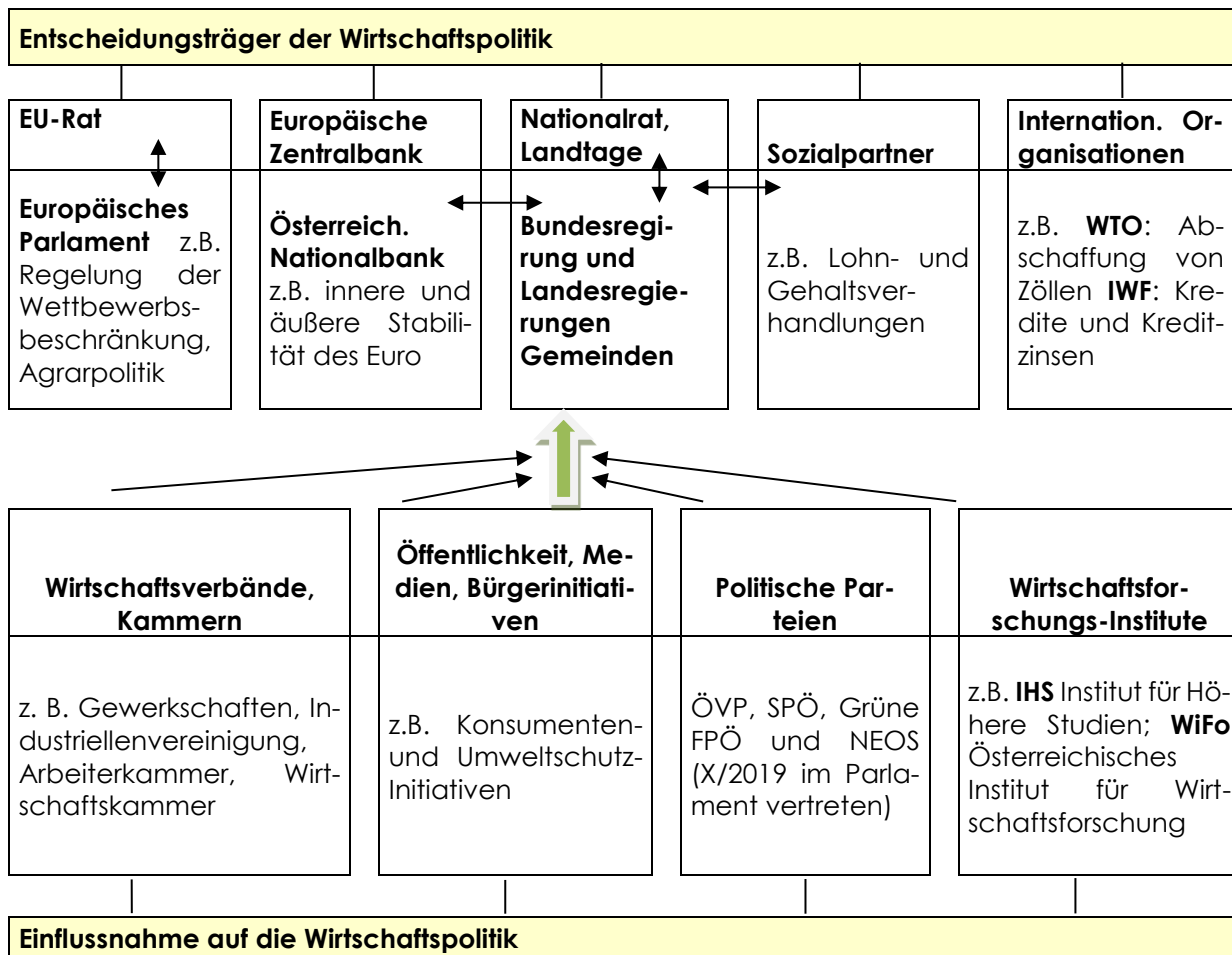 Entscheidungsträger der Wirtschaftspolitik
EU-Rat
Europäisches
Parlament z.B.
Regelung der
Wettbewerbs-
beschränkung,
Agrarpolitik
Europäische
Zentralbank
Österreich.
Nationalbank
z.B. innere und
äußere Stabili-
tät des Euro
Nationalrat,
Landtage
Bundesregi-
rung und
Landesregie-
rungen
Gemeinden
Sozialpartner
z.B. Lohn- und
Gehaltsver-
handlungen
Internation. Or-
ganisationen
z.B. WTO: Ab-
schaffung von
Zöllen IWF: Kre-
dite und Kredit-
zinsen
Wirtschaftsverbände,
Kammern
z. B. Gewerkschaften, In-
dustriellenvereinigung,
Arbeiterkammer, Wirt-
schaftskammer
Öffentlichkeit, Me-
dien, Bürgerinitiati-
ven
z.B. Konsumenten-
und Umweltschutz-
Initiativen
Politische Par-
teien
ÖVP, SPÖ, Grüne
FPÖ und NEOS
(X/2019 im Parla-
ment vertreten)
Wirtschaftsfor-
schungs-Institute
z.B. IHS Institut für Hö-
here Studien; WiFo
Österreichisches
Institut für Wirt-
schaftsforschung
Einflussnahme auf die Wirtschaftspolitik